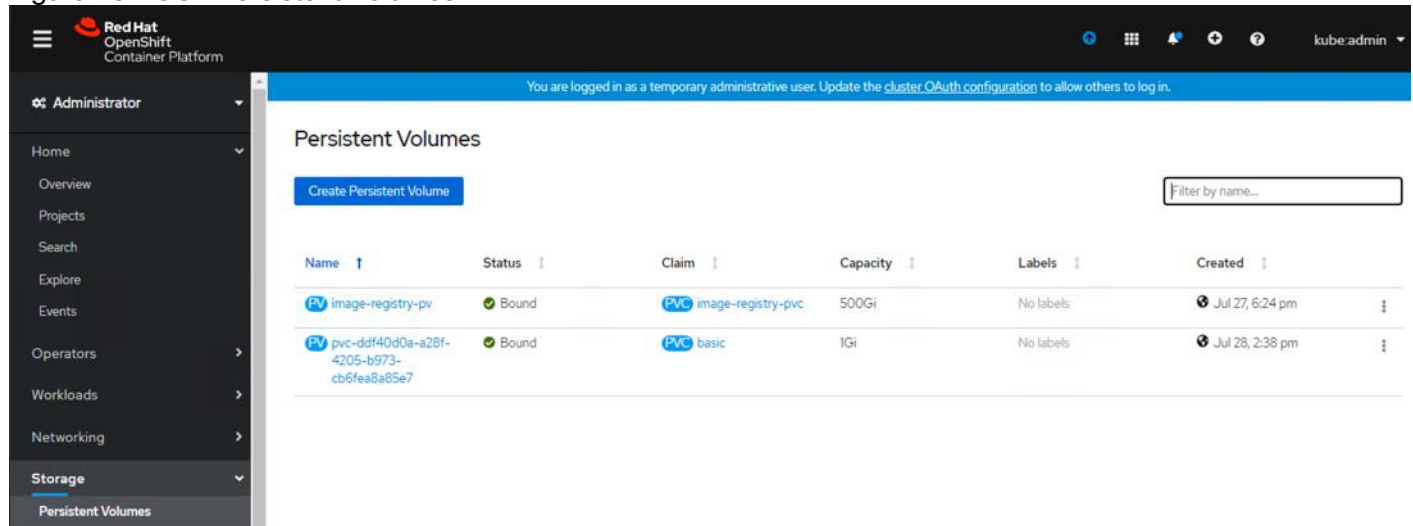 Red Hat
OpenShift
Container Platform
kube:admin
Administrator
You are logged in as a temporary administrative user. Update the cluster OAuth configuration to allow others to log in.
Home
Overview
Projects
Search
Explore
Events
Operators
Workloads
Networking
Storage
Persistent Volumes
Persistent Volumes
Create Persistent Volume
Filter by name...
Name Status Claim Capacity Labels Created
PV image-registry-pv Bound PVC image-registry-pvc 500Gi No labels Jul 27, 6:24 pm
PV pvc-ddf40d0a-a28f- Bound PVC basic 1Gi No labels Jul 28, 2:38 pm
4205-b973-
cb6fea8a85e7